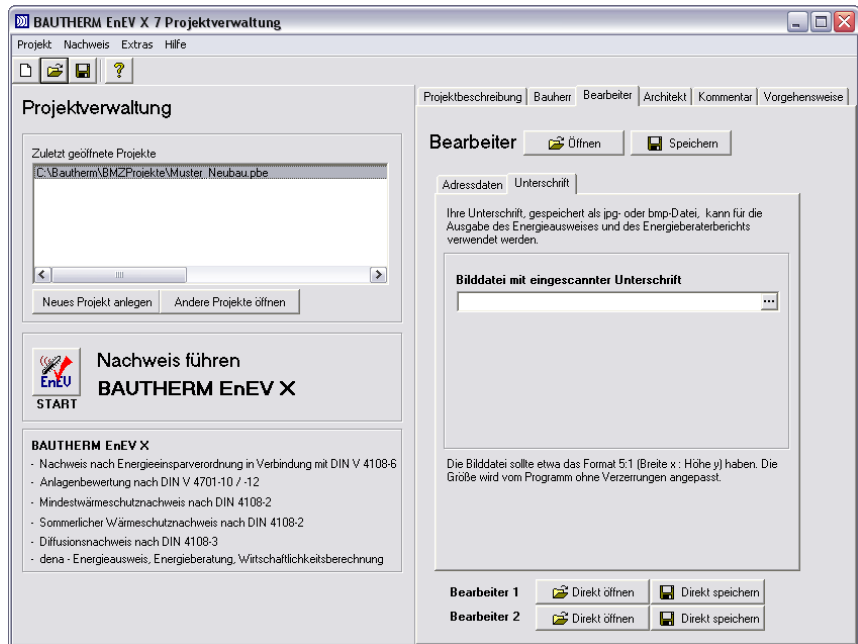 BAUTHERM EnEV X 7 Projektverwaltung
Projekt Nachweis Extras Hilfe
Projektverwaltung
Zuletzt geöffnete Projekte
C:\Bautherm\BMZProjekte\Muster_Neubau.pbe
Neues Projekt anlegen Andere Projekte öffnen
EnEV
START
Nachweis führen
BAUTHERM EnEV X
BAUTHERM EnEV X
- Nachweis nach Energieeinsparverordnung in Verbindung mit DIN V 4108-6
- Anlagenbewertung nach DIN V 4701-10 / -12
- Mindestwärmeschutznachweis nach DIN 4108-2
- Sommerlicher Wärmeschutznachweis nach DIN 4108-2
- Diffusionsnachweis nach DIN 4108-3
- dena - Energieausweis, Energieberatung, Wirtschaftlichkeitsberechnung
Projektbeschreibung Bauherr Bearbeiter Architekt Kommentar Vorgehensweise
Bearbeiter Öffnen Speichern
Adressdaten Unterschrift
Ihre Unterschrift, gespeichert als jpg- oder bmp-Datei, kann für die
Ausgabe des Energieausweises und des Energieberaterberichts
verwendet werden.
Bilddatei mit eingescannter Unterschrift
...
Die Bilddatei sollte etwa das Format 5:1 (Breite x : Höhe y) haben. Die
Größe wird vom Programm ohne Verzerrungen angepasst.
Bearbeiter 1 Direkt öffnen Direkt speichern
Bearbeiter 2 Direkt öffnen Direkt speichern